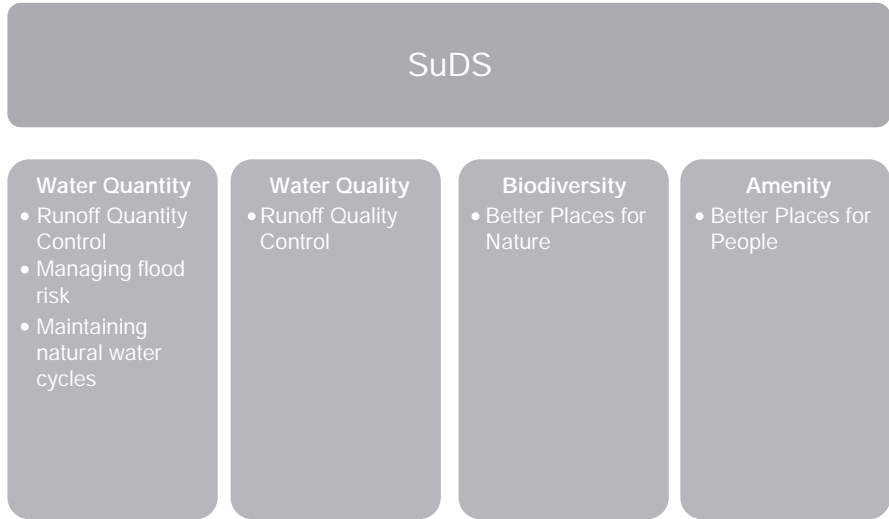 SuDS
Water Quantity
• Runoff Quantity
Control
• Managing flood
risk
• Maintaining
natural water
cycles
Water Quality
• Runoff Quality
Control
Biodiversity
• Better Places for
Nature
Amenity
• Better Places for
People